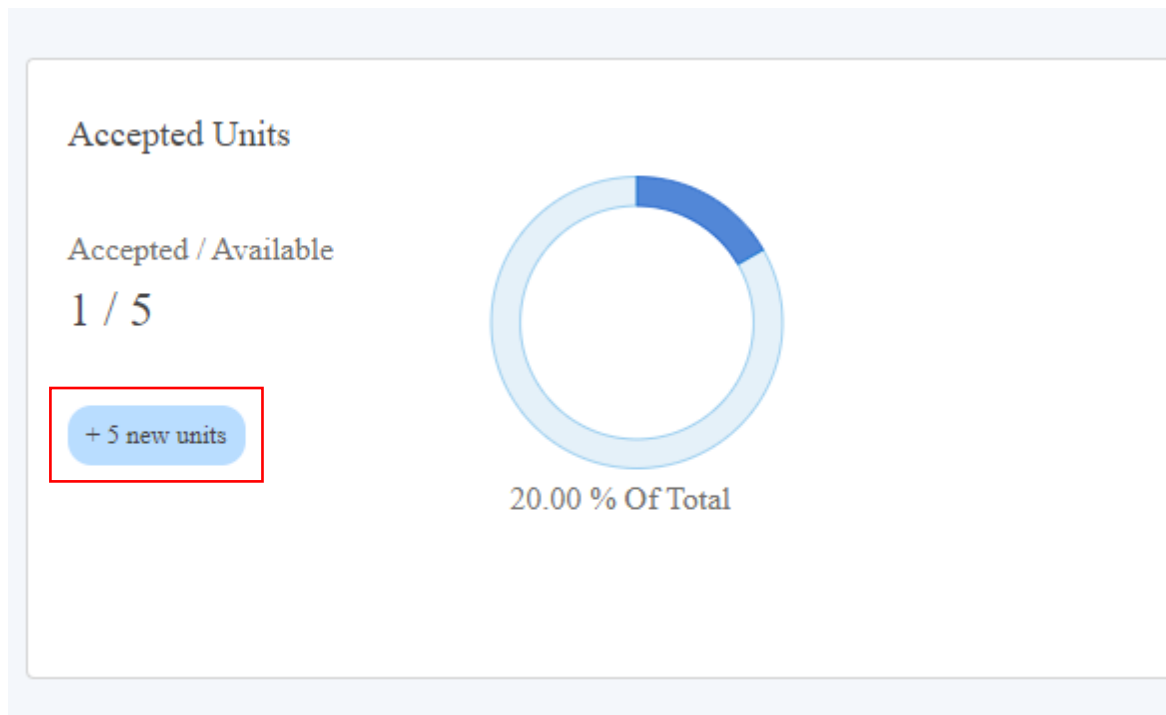 Accepted Units
Accepted / Available
1 / 5
+ 5 new units
20.00 % Of Total